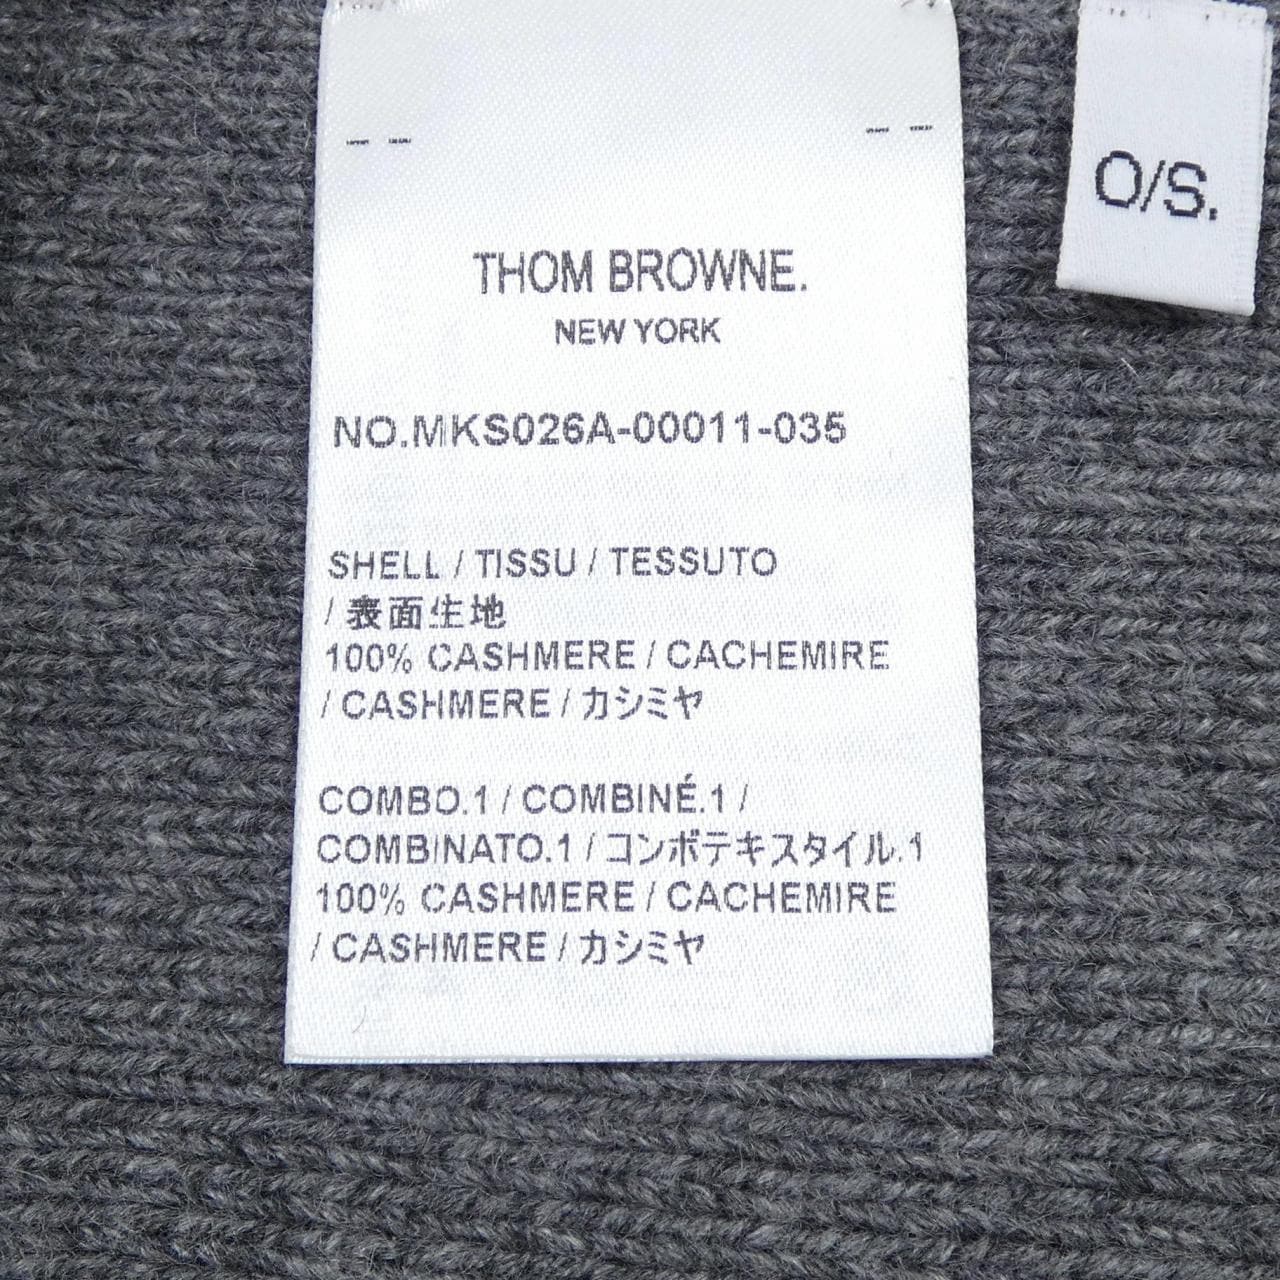 THOM BROWNE.
NEW YORK
NO.MKS026A-00011-035
SHELL / TISSU / TESSUTO
/ 表面生地
100% CASHMERE / CACHEMIRE
/ CASHMERE / カシミヤ
COMBO.1 / COMBINÉ.1 /
COMBINATO.1 / コンボテキスタイル.1
100% CASHMERE / CACHEMIRE
/ CASHMERE / カシミヤ
O/S.